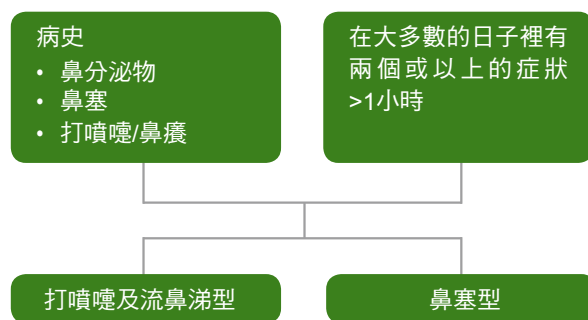 病史
• 鼻分泌物
• 鼻塞
• 打噴嚏/鼻癢
在大多數的日子裡有
兩個或以上的症狀
>1小時
打噴嚏及流鼻涕型
鼻塞型